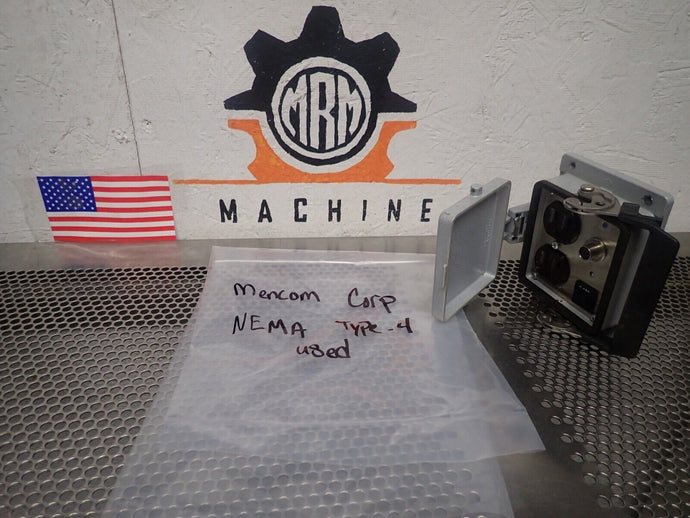 MRM
MACHINE
Mencom Corp
NEMA Type-4
used